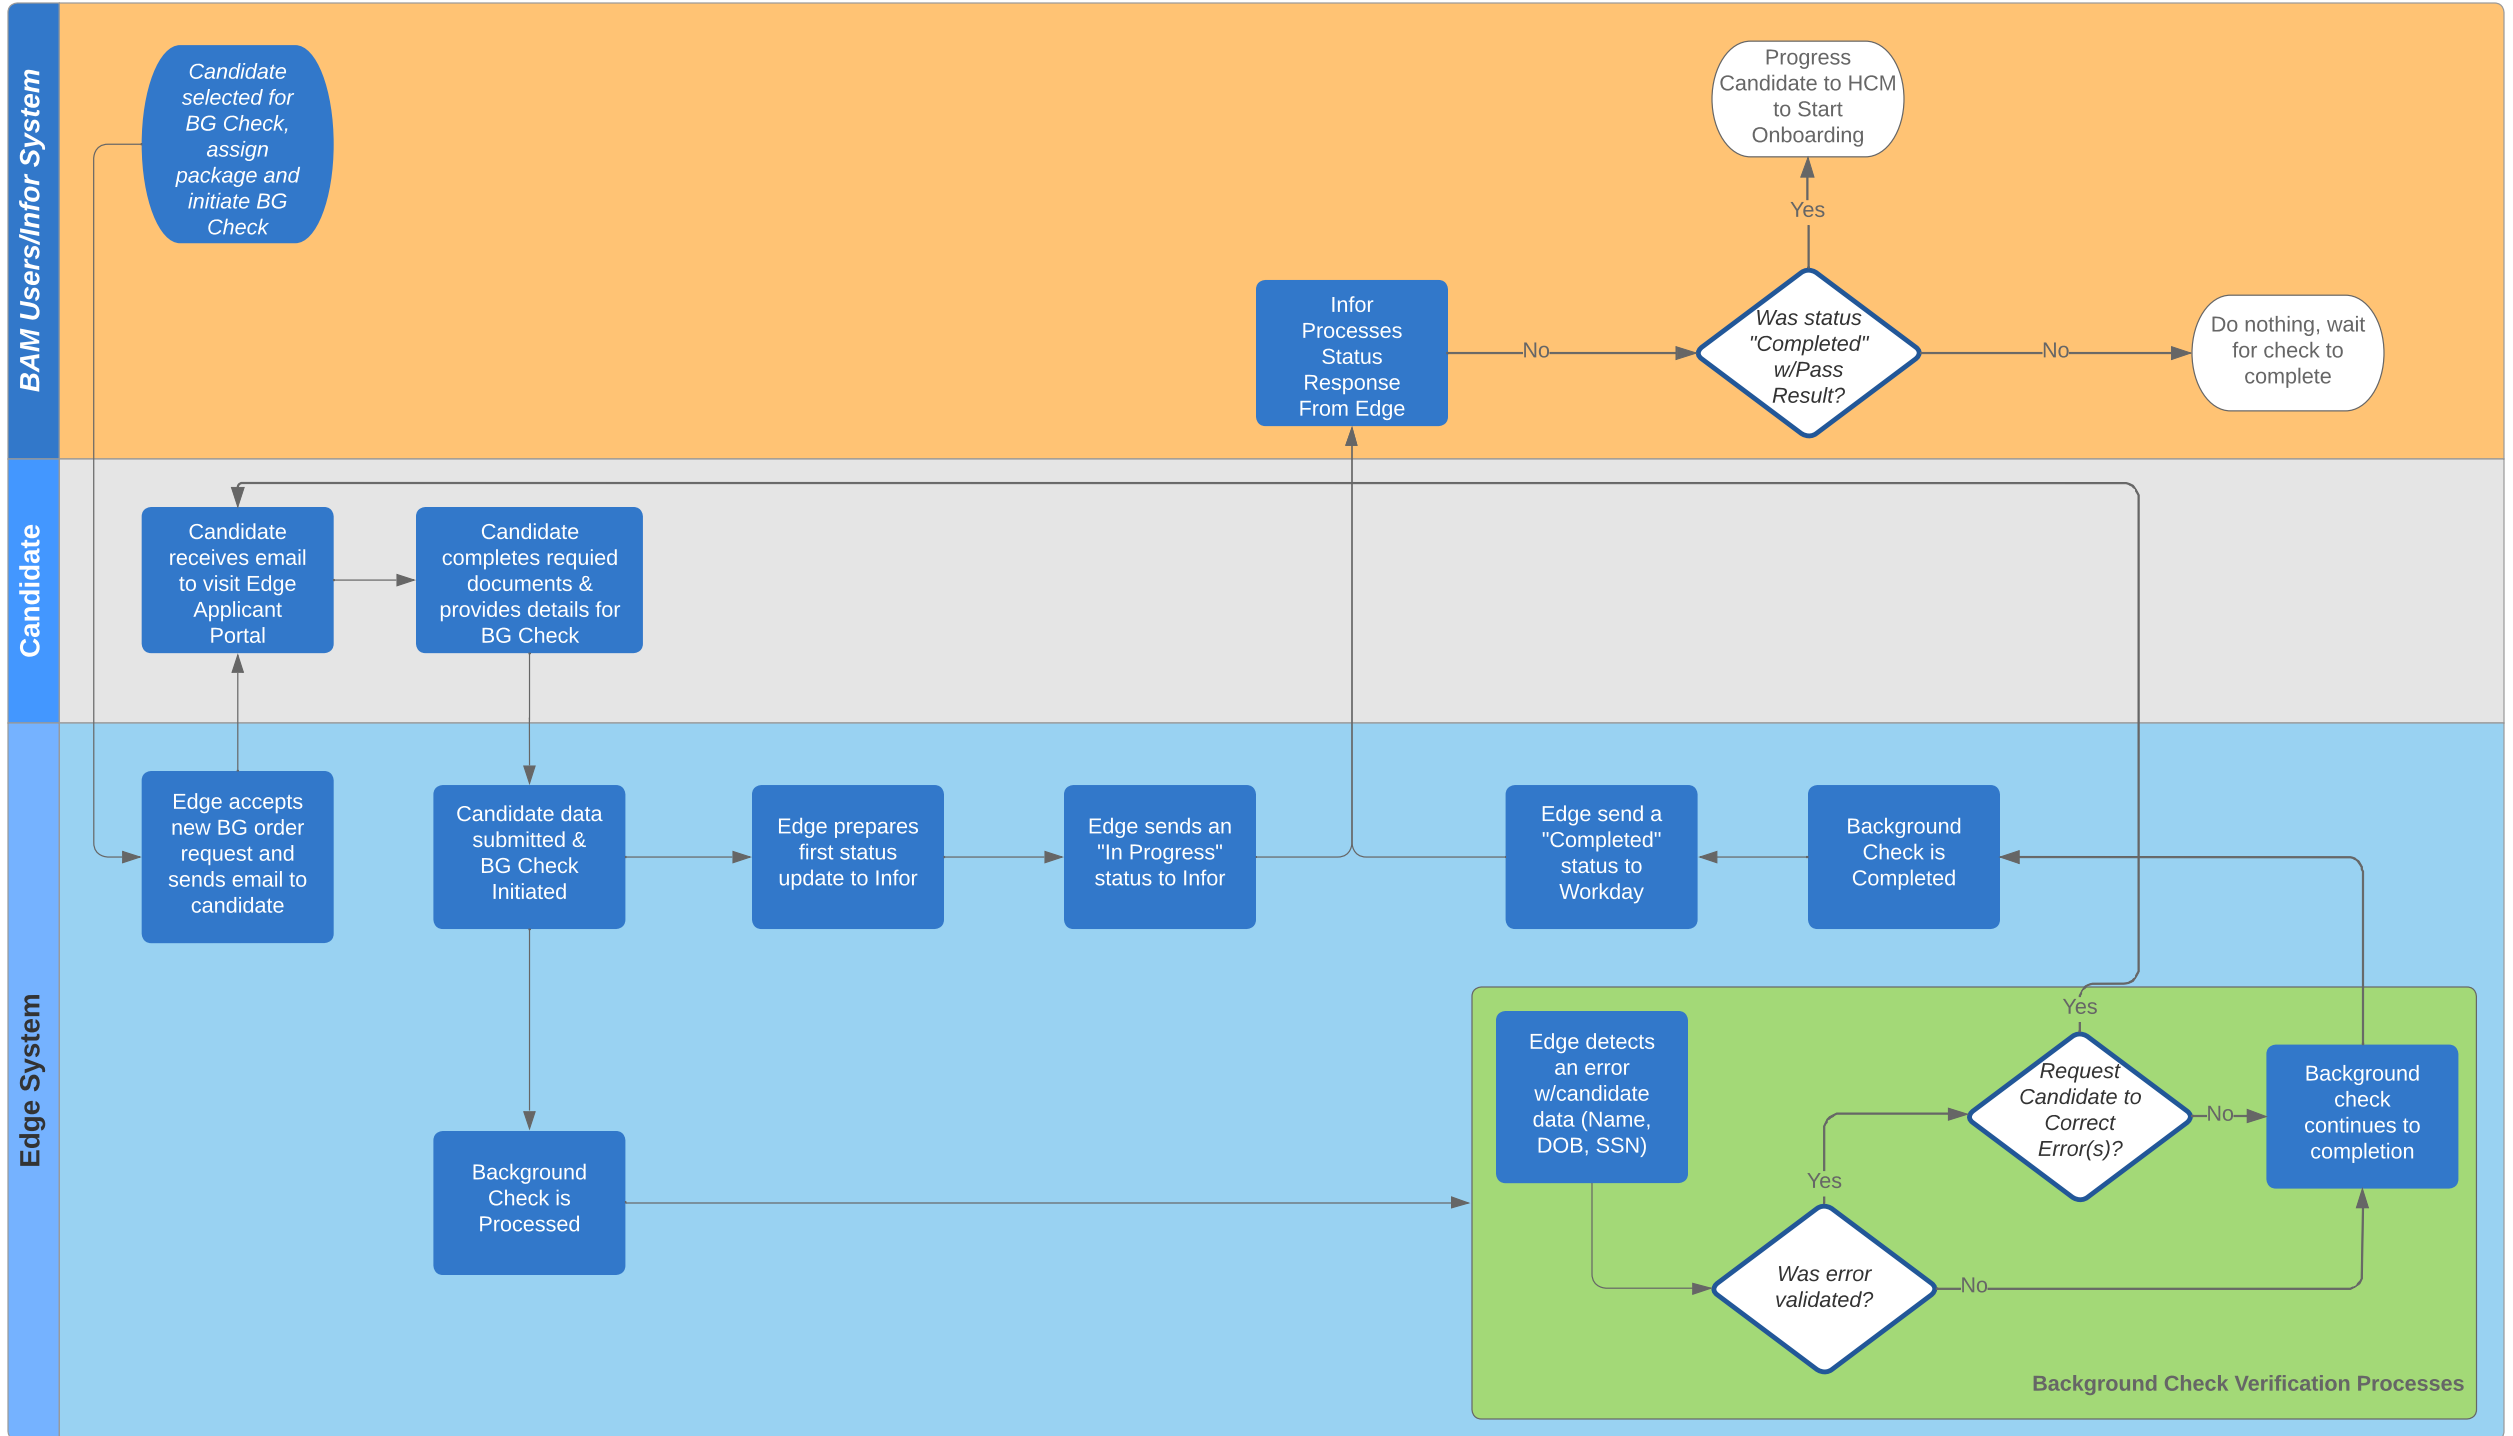 BAM Users/Infor System
Candidate
selected for
BG Check,
assign
package and
initiate BG
Check
Progress
Candidate to HCM
to Start
Onboarding
Yes
Infor
Processes
Status
Response
From Edge
No
Was status
"Completed"
w/Pass
Result?
No
Do nothing, wait
for check to
complete
Candidate
Candidate
receives email
to visit Edge
Applicant
Portal
Candidate
completes requied
documents &
provides details for
BG Check
Edge System
Edge accepts
new BG order
request and
sends email to
candidate
Candidate data
submitted &
BG Check
Initiated
Edge prepares
first status
update to Infor
Edge sends an
"In Progress"
status to Infor
Edge send a
"Completed"
status to
Workday
Background
Check is
Completed
Background
Check is
Processed
Edge detects
an error
w/candidate
data (Name,
DOB, SSN)
Yes
Was error
validated?
No
Yes
Request
Candidate to
Correct
Error(s)?
No
Background
check
continues to
completion
Background Check Verification Processes